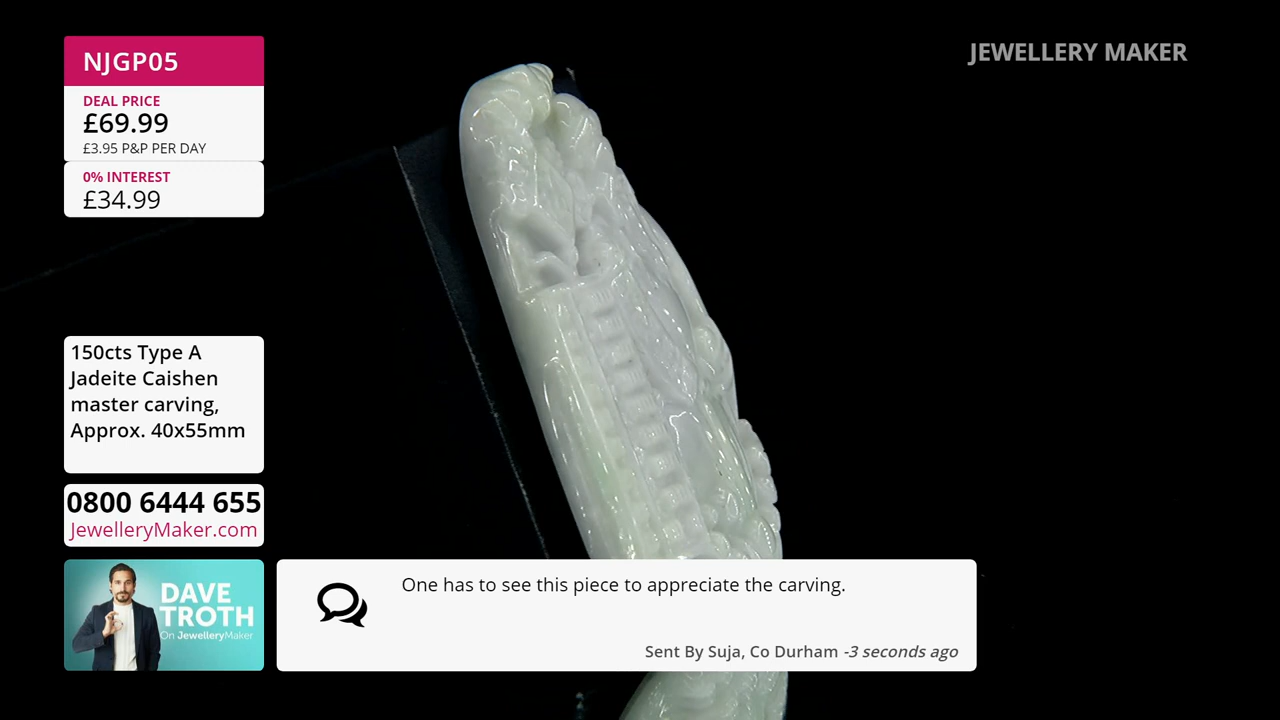 NJGP05
DEAL PRICE
£69.99
£3.95 P&P PER DAY
0% INTEREST
£34.99
JEWELLERY MAKER
150cts Type A
Jadeite Caishen
master carving,
Approx. 40x55mm
0800 6444 655
JewelleryMaker.com
DAVE
TROTH
On JewelleryMaker
One has to see this piece to appreciate the carving.
Sent By Suja, Co Durham -3 seconds ago